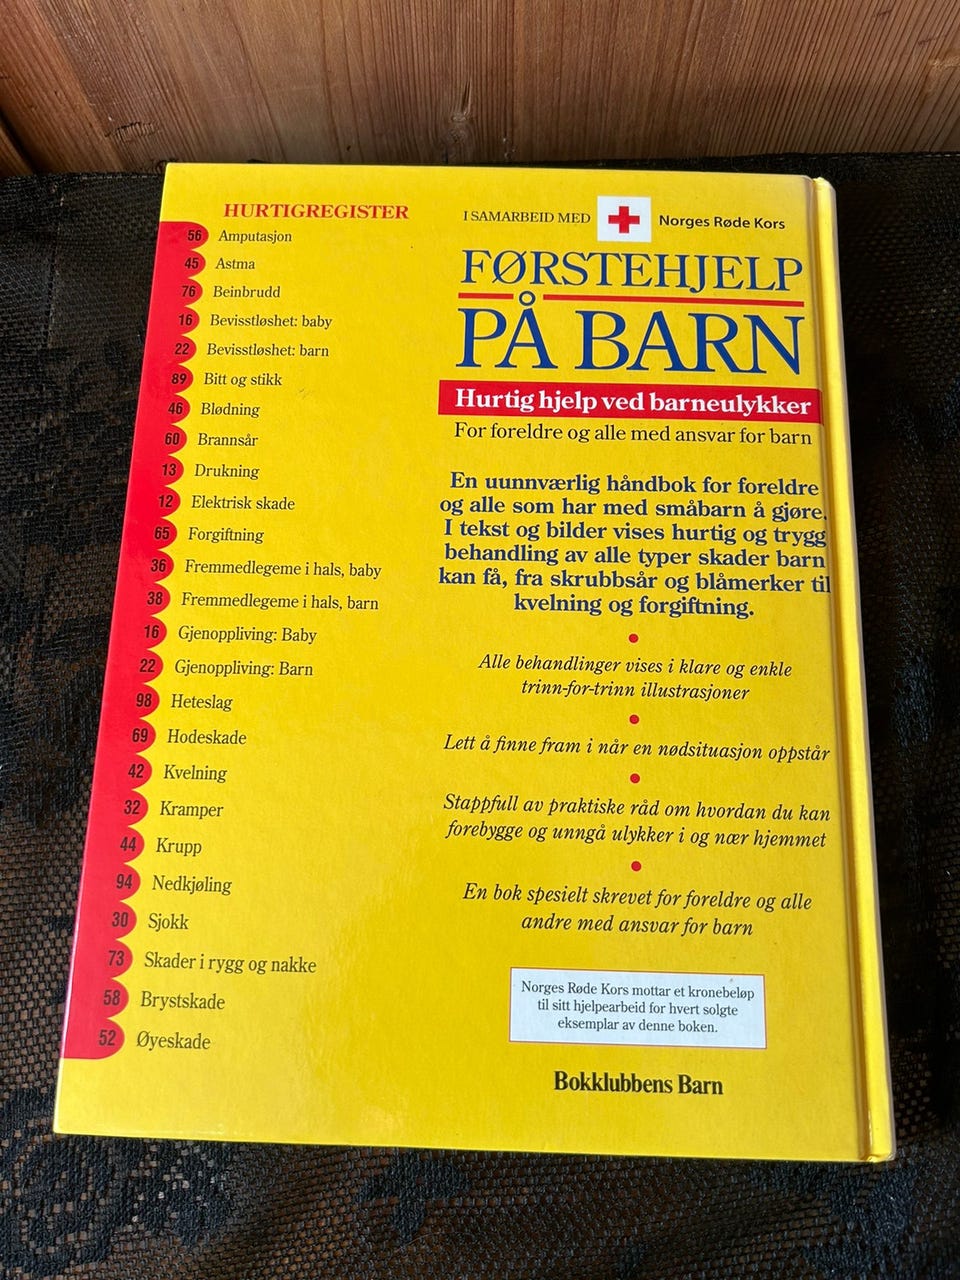 HURTIGREGISTER
56 Amputasjon
45 Astma
76 Beinbrudd
16 Bevisstløshet: baby
22 Bevisstløshet: barn
89 Bitt og stikk
46 Blødning
60 Brannsår
13 Drukning
12 Elektrisk skade
65 Forgiftning
36 Fremmedlegeme i hals, baby
38 Fremmedlegeme i hals, barn
16 Gjenoppliving: Baby
22 Gjenoppliving: Barn
98 Heteslag
69 Hodeskade
42 Kvelning
32 Kramper
44 Krupp
94 Nedkjøling
30 Sjokk
73 Skader i rygg og nakke
58 Brystskade
52 Øyeskade
I SAMARBEID MED Norges Røde Kors
FØRSTEHJELP
PÅ BARN
Hurtig hjelp ved barneulykker
For foreldre og alle med ansvar for barn
En uunnværlig håndbok for foreldre
og alle som har med småbarn å gjøre.
I tekst og bilder vises hurtig og trygg
behandling av alle typer skader barn
kan få, fra skrubbsår og blåmerker til
kvelning og forgiftning.
Alle behandlinger vises i klare og enkle
trinn-for-trinn illustrasjoner
Lett å finne fram i når en nødsituasjon oppstår
Stappfull av praktiske råd om hvordan du kan
forebygge og unngå ulykker i og nær hjemmet
En bok spesielt skrevet for foreldre og alle
andre med ansvar for barn
Norges Røde Kors mottar et kronebeløp
til sitt hjelpearbeid for hvert solgte
eksemplar av denne boken.
Bokklubbens Barn